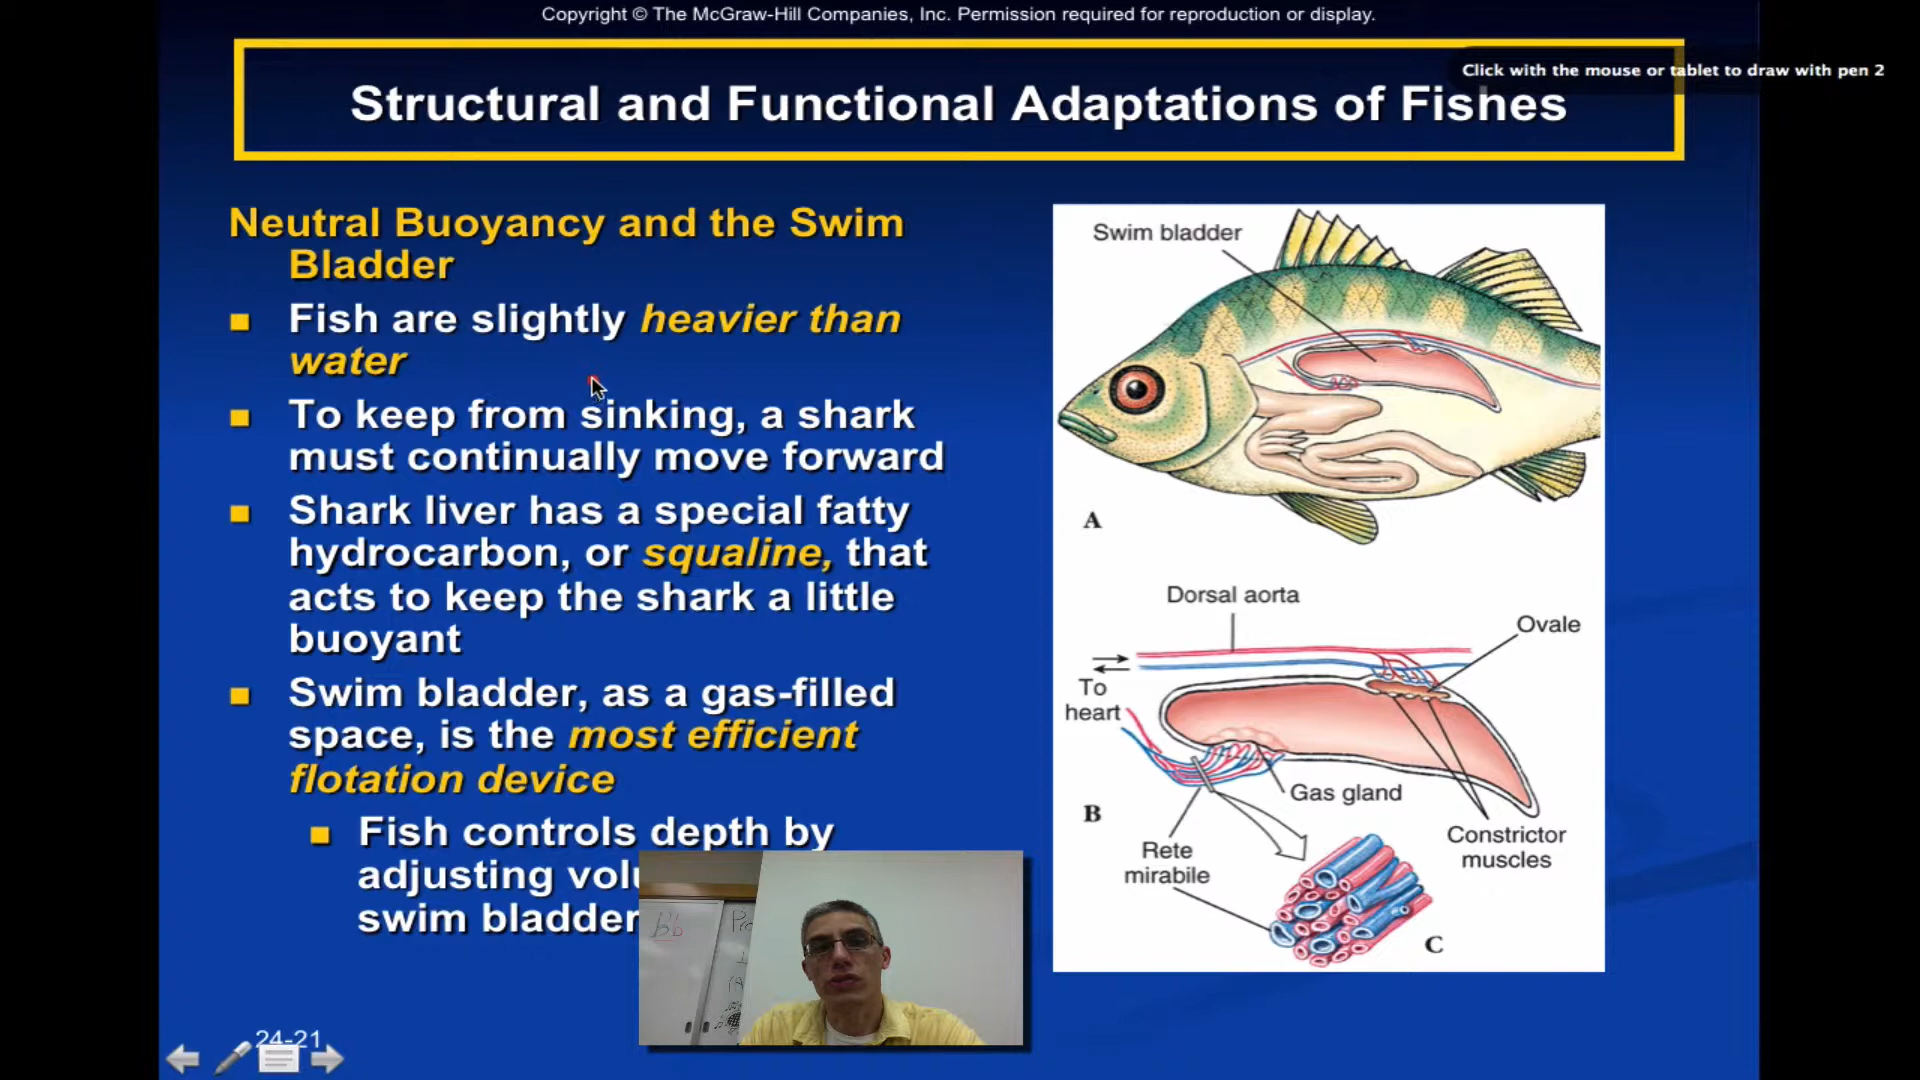 Copyright © The McGraw-Hill Companies, Inc. Permission required for reproduction or display.
Click with the mouse or tablet to draw with pen 2
Structural and Functional Adaptations of Fishes
Neutral Buoyancy and the Swim
Bladder
Fish are slightly heavier than
water
To keep from sinking, a shark
must continually move forward
Shark liver has a special fatty
hydrocarbon, or squaline, that
acts to keep the shark a little
buoyant
Swim bladder, as a gas-filled
space, is the most efficient
flotation device
Fish controls depth by
adjusting
swim bladder
24-21
Swim bladder
A
Dorsal aorta
Ovale
To
heart
Gas gland
B
Rete
mirabile
Constrictor
muscles
C
Bb